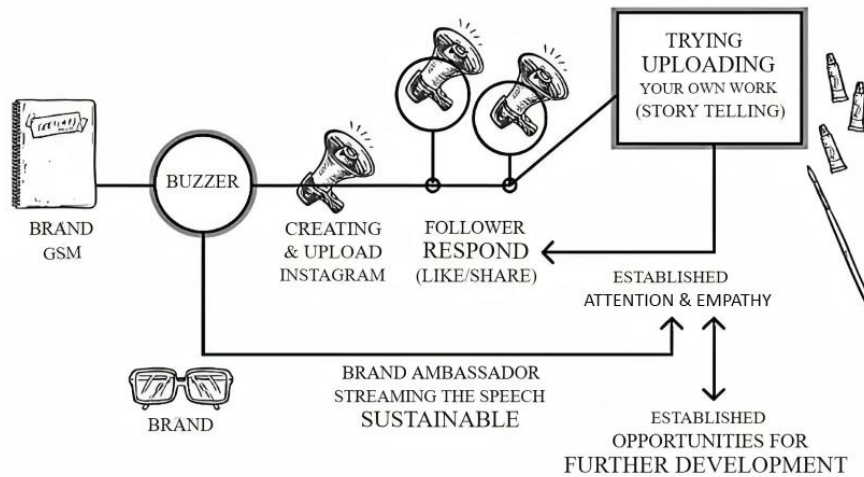 TRYING
UPLOADING
YOUR OWN WORK
(STORY TELLING)
BUZZER
BRAND
GSM
CREATING
& UPLOAD
INSTAGRAM
FOLLOWER
RESPOND
(LIKE/SHARE)
ESTABLISHED
ATTENTION & EMPATHY
BRAND
BRAND AMBASSADOR
STREAMING THE SPEECH
SUSTAINABLE
ESTABLISHED
OPPORTUNITIES FOR
FURTHER DEVELOPMENT